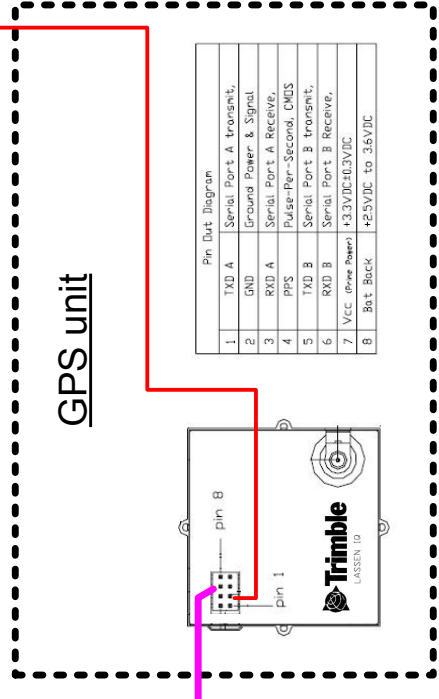 GPS unit
Pin Out Diagram
1 TXD A Serial Port A transmit,
2 GND Ground Power & Signal
3 RXD A Serial Port A Receive,
4 PPS Pulse-Per-Second, CMOS
5 TXD B Serial Port B transmit,
6 RXD B Serial Port B Receive,
7 Vcc (Prime Power) +3.3VDC±0.3VDC
8 Bat Back +2.5VDC to 3.6VDC
pin 8
pin 1
Trimble
LASSEN IQ